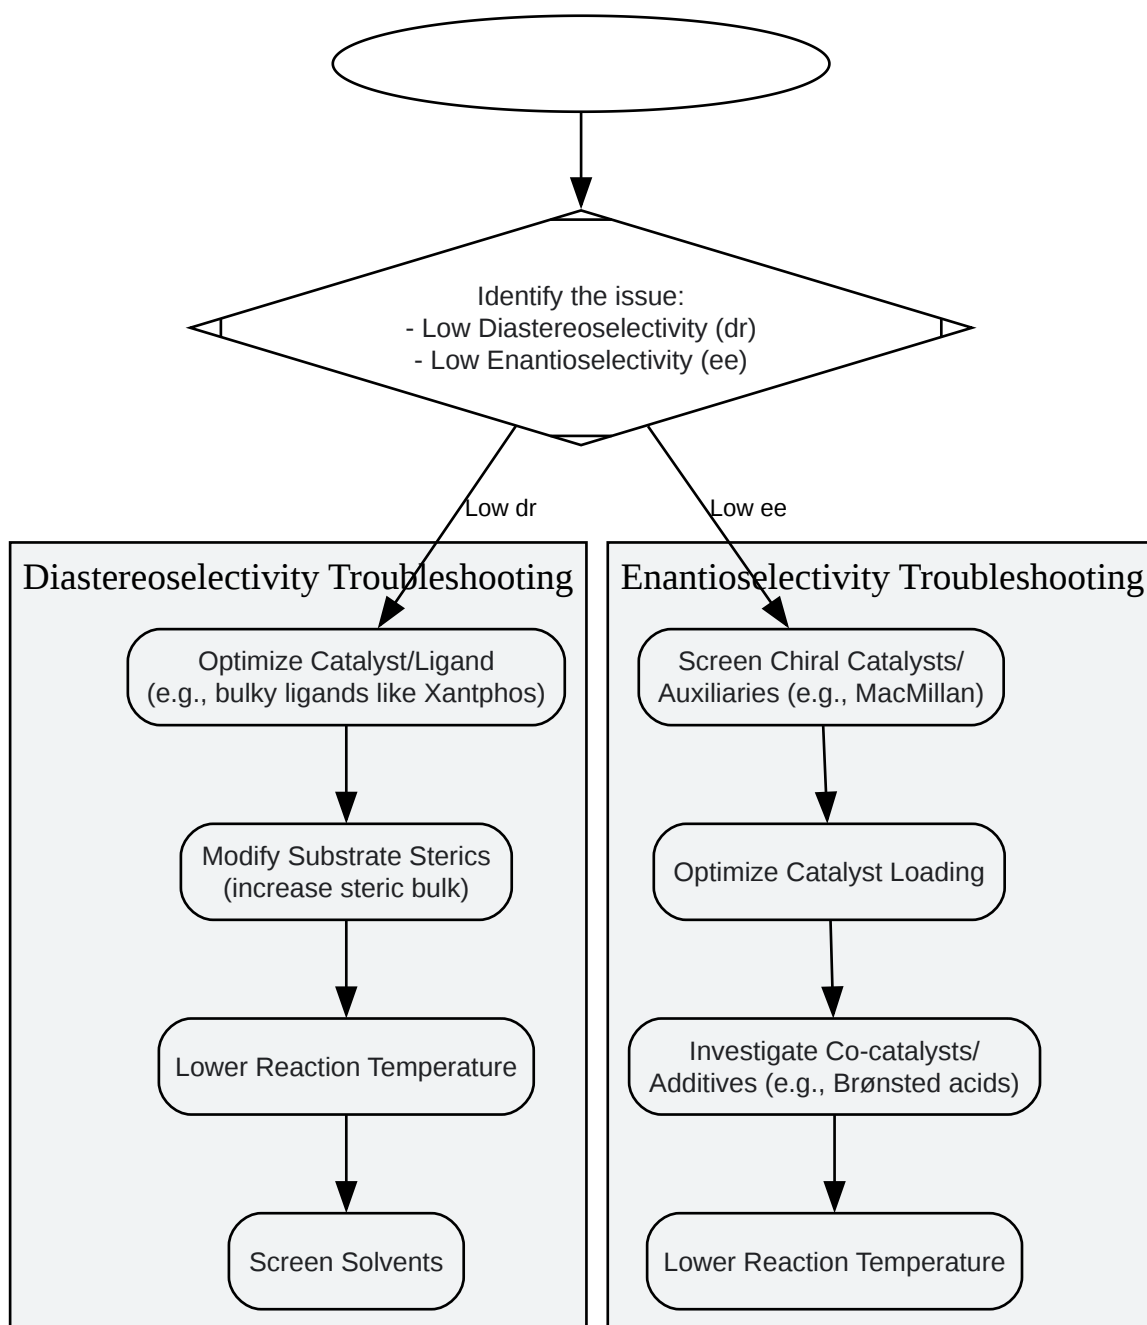 Identify the issue:
- Low Diastereoselectivity (dr)
- Low Enantioselectivity (ee)
Low dr
Low ee
Diastereoselectivity Troubleshooting
Optimize Catalyst/Ligand
(e.g., bulky ligands like Xantphos)
Modify Substrate Sterics
(increase steric bulk)
Lower Reaction Temperature
Screen Solvents
Enantioselectivity Troubleshooting
Screen Chiral Catalysts/
Auxiliaries (e.g., MacMillan)
Optimize Catalyst Loading
Investigate Co-catalysts/
Additives (e.g., Brønsted acids)
Lower Reaction Temperature